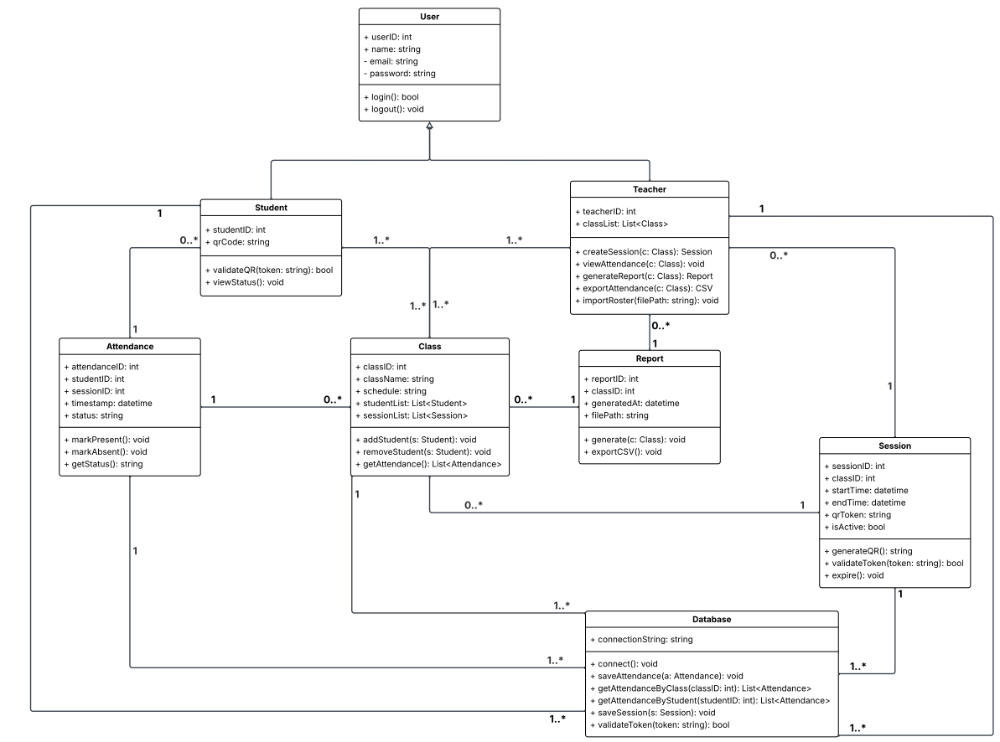 User
+ userID: int
+ name: string
- email: string
- password: string
+ login(): bool
+ logout(): void
Teacher
+ teacherID: int
+ classList: List<Class>
+ createSession(c: Class): Session
+ viewAttendance(c: Class): void
+ generateReport(c: Class): Report
+ exportAttendance(c: Class): CSV
+ importRoster(filePath: string): void
Student
+ studentID: int
+ qrCode: string
+ validateQR(token: string): bool
+ viewStatus(): void
1
1
0..*
1..*
1..*
0..*
1..*
1..*
0..*
1
1
Attendance
+ attendanceID: int
+ studentID: int
+ sessionID: int
+ timestamp: datetime
+ status: string
+ markPresent(): void
+ markAbsent(): void
+ getStatus(): string
1
0..*
Class
+ classID: int
+ className: string
+ schedule: string
+ studentList: List<Student>
+ sessionList: List<Session>
+ addStudent(s: Student): void
+ removeStudent(s: Student): void
+ getAttendance(): List<Attendance>
0..*
1
Report
+ reportID: int
+ classID: int
+ generatedAt: datetime
+ filePath: string
+ generate(c: Class): void
+ exportCSV(): void
1
Session
+ sessionID: int
+ classID: int
+ startTime: datetime
+ endTime: datetime
+ qrToken: string
+ isActive: bool
+ generateQR(): string
+ validateToken(token: string): bool
+ expire(): void
1
0..*
1
1
1
1..*
Database
+ connectionString: string
+ connect(): void
+ saveAttendance(a: Attendance): void
+ getAttendanceByClass(classID: int): List<Attendance>
+ getAttendanceByStudent(studentID: int): List<Attendance>
+ saveSession(s: Session): void
+ validateToken(token: string): bool
1..*
1..*
1..*
1..*